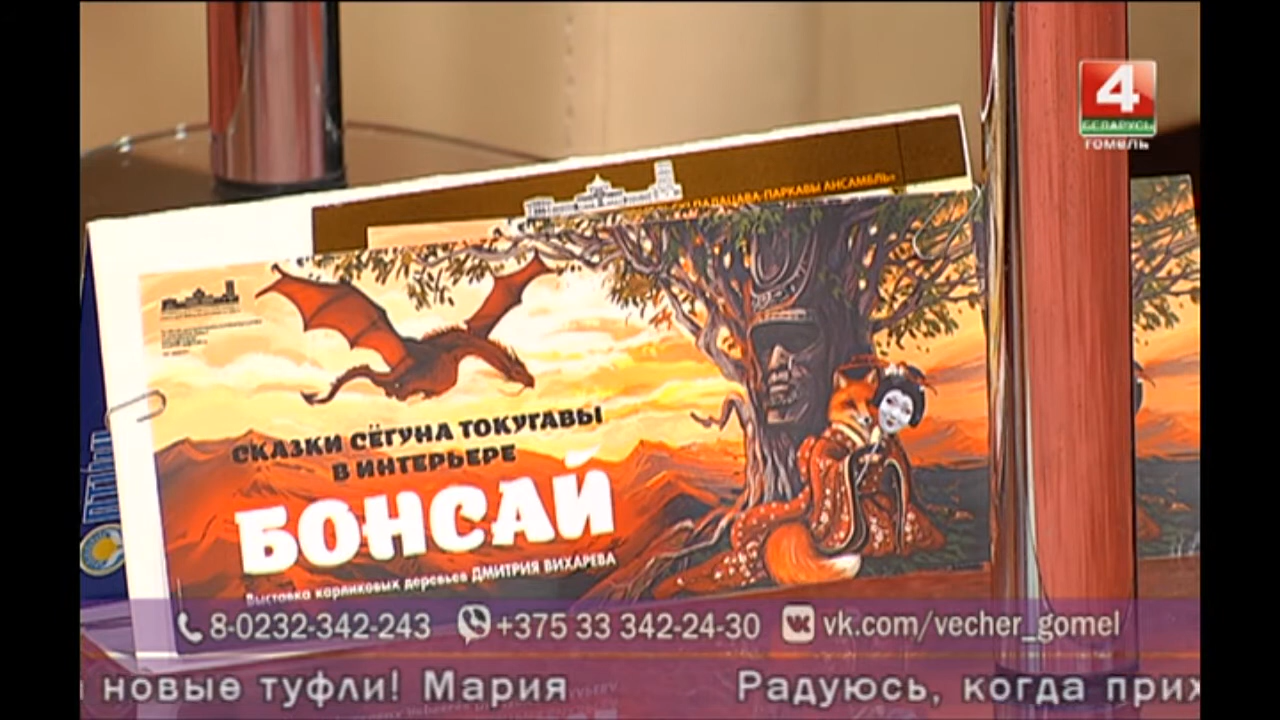 4
БЕЛАРУСЬ
ГОМЕЛЬ
ПАЛАЦАВА-ПАРКАВЫ АНСАМБЛЬ»
СКАЗКИ СЁГУНА ТОКУГАВЫ
В ИНТЕРЬЕРЕ
БОНСАЙ
Выставка карликовых деревьев ДМИТРИЯ ВИХАРЕВА
8-0232-342-243 +375 33 342-24-30 vk.com/vecher_gomel
новые туфли! Мария Радуюсь, когда прих